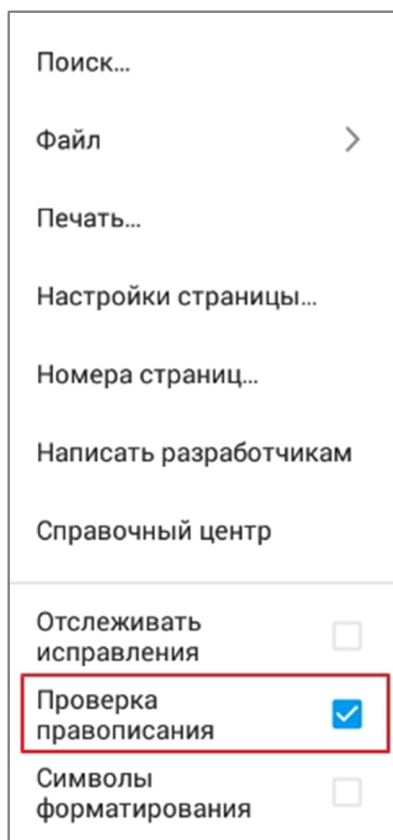 Поиск...
Файл
Печать...
Настройки страницы...
Номера страниц...
Написать разработчикам
Справочный центр
Отслеживать
исправления
Проверка
правописания
Символы
форматирования